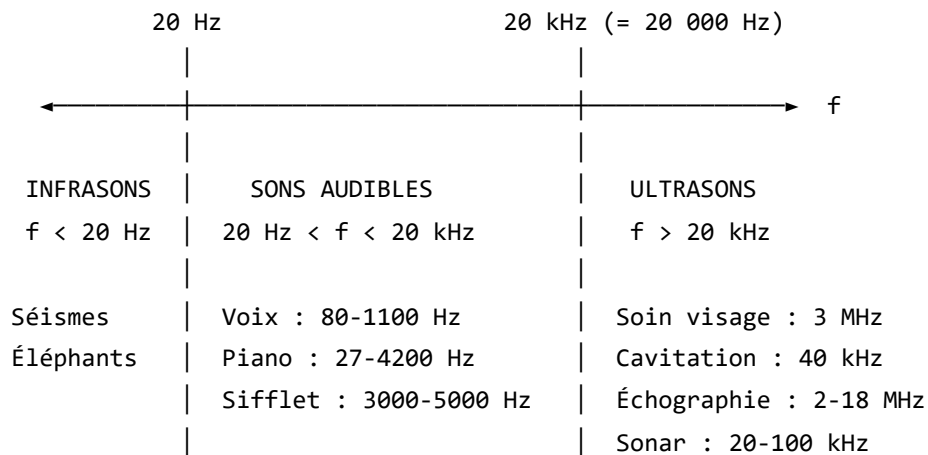 20 Hz 20 kHz (= 20 000 Hz)
f
INFRASONS SONS AUDIBLES ULTRASONS
f < 20 Hz 20 Hz < f < 20 kHz f > 20 kHz
Séismes Voix : 80-1100 Hz Soin visage : 3 MHz
Éléphants Piano : 27-4200 Hz Cavitation : 40 kHz
Sifflet : 3000-5000 Hz Échographie : 2-18 MHz
Sonar : 20-100 kHz